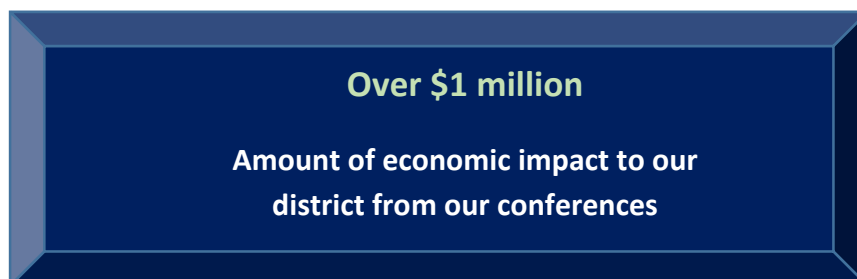 Over $1 million
Amount of economic impact to our
district from our conferences